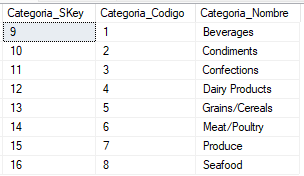 Categoria_SKey Categoria_Codigo Categoria_Nombre
9 1 Beverages
10 2 Condiments
11 3 Confections
12 4 Dairy Products
13 5 Grains/Cereals
14 6 Meat/Poultry
15 7 Produce
16 8 Seafood